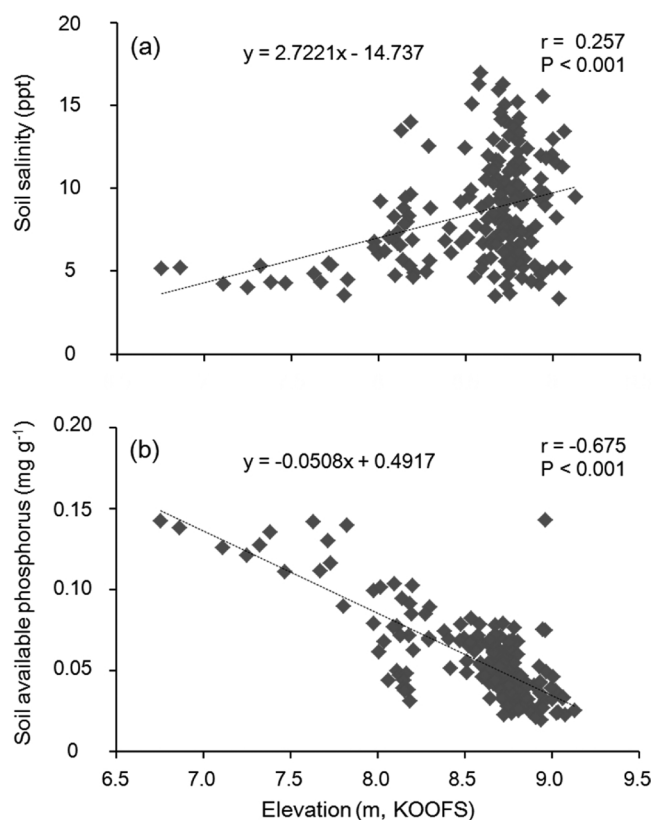 20
(a)
y = 2.7221x - 14.737
r = 0.257
P < 0.001
15
10
5
0
Soil salinity (ppt)
0.20
(b)
y = -0.0508x + 0.4917
r = -0.675
P < 0.001
0.15
0.10
0.05
0
Soil available phosphorus (mg g-1)
6.5 7.0 7.5 8.0 8.5 9.0 9.5
Elevation (m, KOOFS)